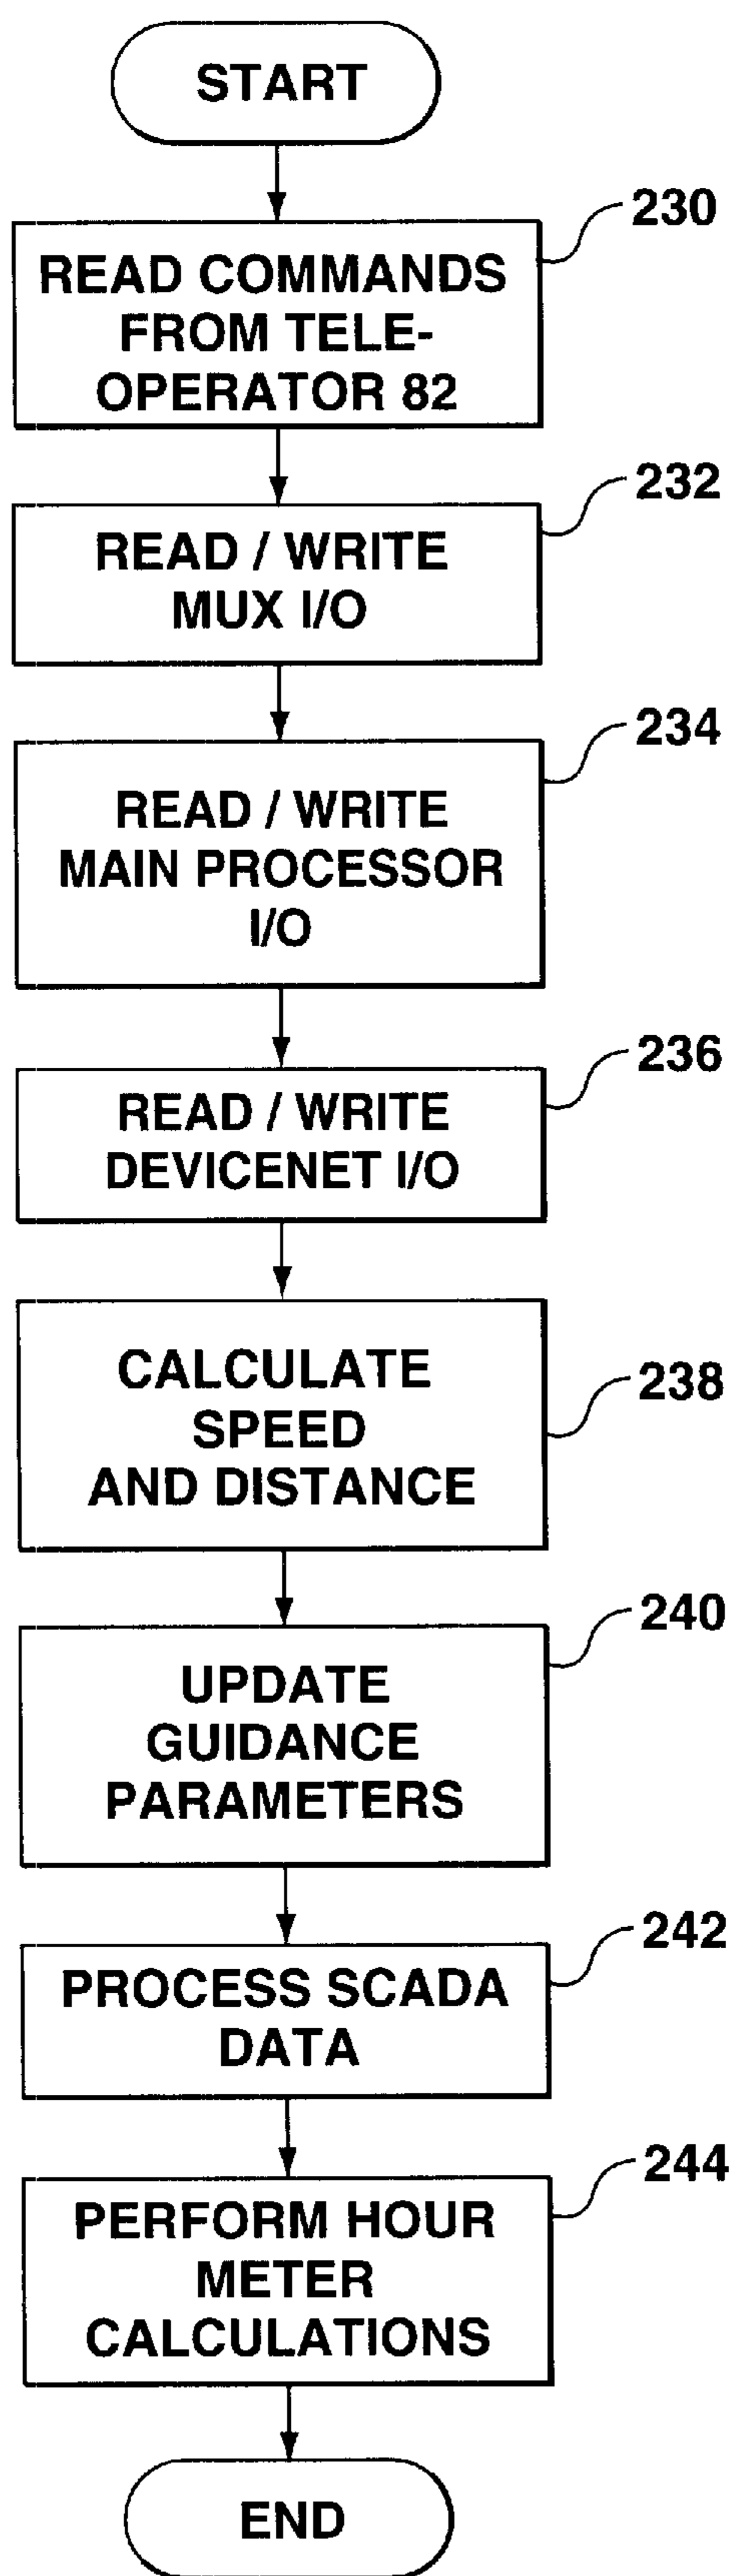 START
230
READ COMMANDS
FROM TELE-
OPERATOR 82
232
READ / WRITE
MUX I/O
234
READ / WRITE
MAIN PROCESSOR
I/O
236
READ / WRITE
DEVICENET I/O
CALCULATE
238
SPEED
AND DISTANCE
240
UPDATE
GUIDANCE
PARAMETERS
242
PROCESS SCADA
DATA
244
PERFORM HOUR
METER
CALCULATIONS
END